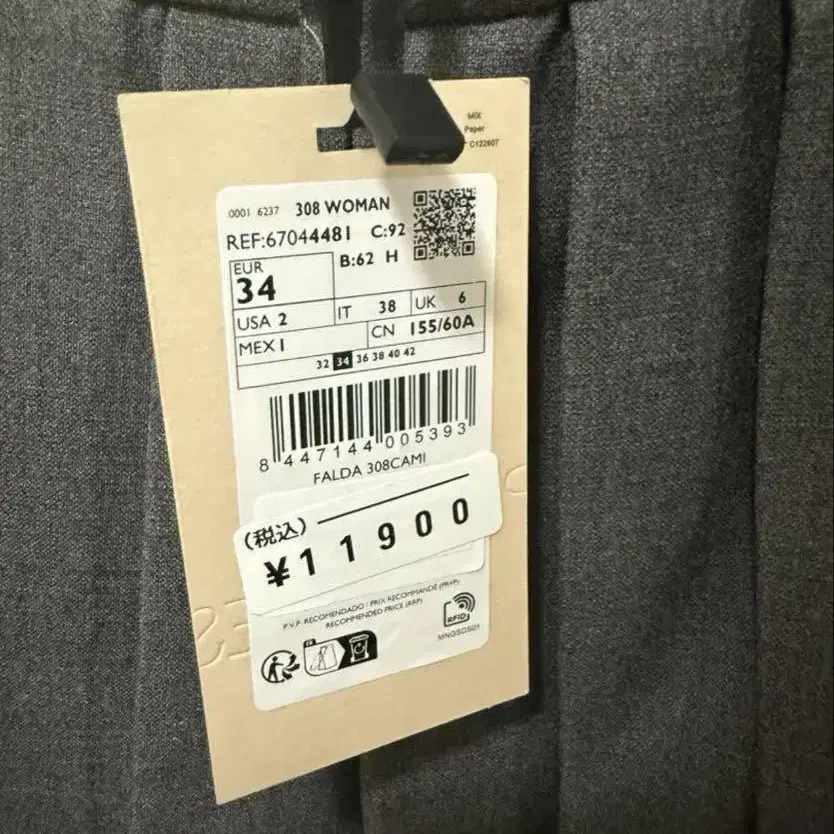 MIX
Paper
C122607
0001 6237 308 WOMAN
REF:67044481 C:92
EUR
34
B:62 H
USA 2 IT 38 UK 6
MEX 1 CN 155/60A
32 34 36 38 40 42
8 447144 005393
FALDA 308CAMI
(税込)
¥11900
P.V.P. RECOMENDADO / PRIX RECOMMANDÉ (PRVP)
RECOMMENDED PRICE (RRP)
RFID
MNGSDS01
FR